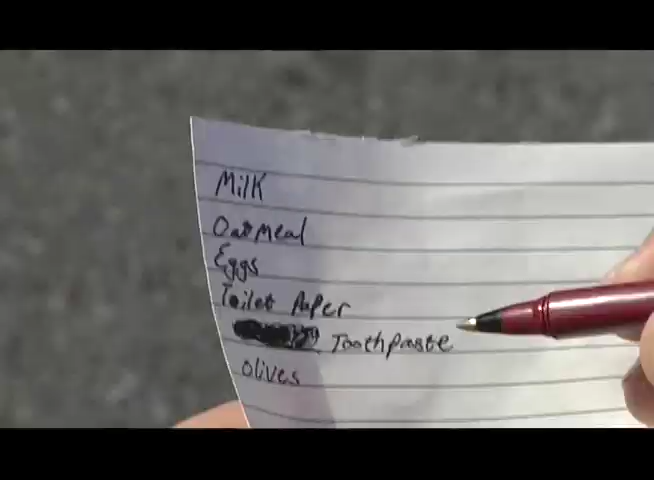 Milk
Oatmeal
Eggs
Toilet Paper
Toothpaste
olives